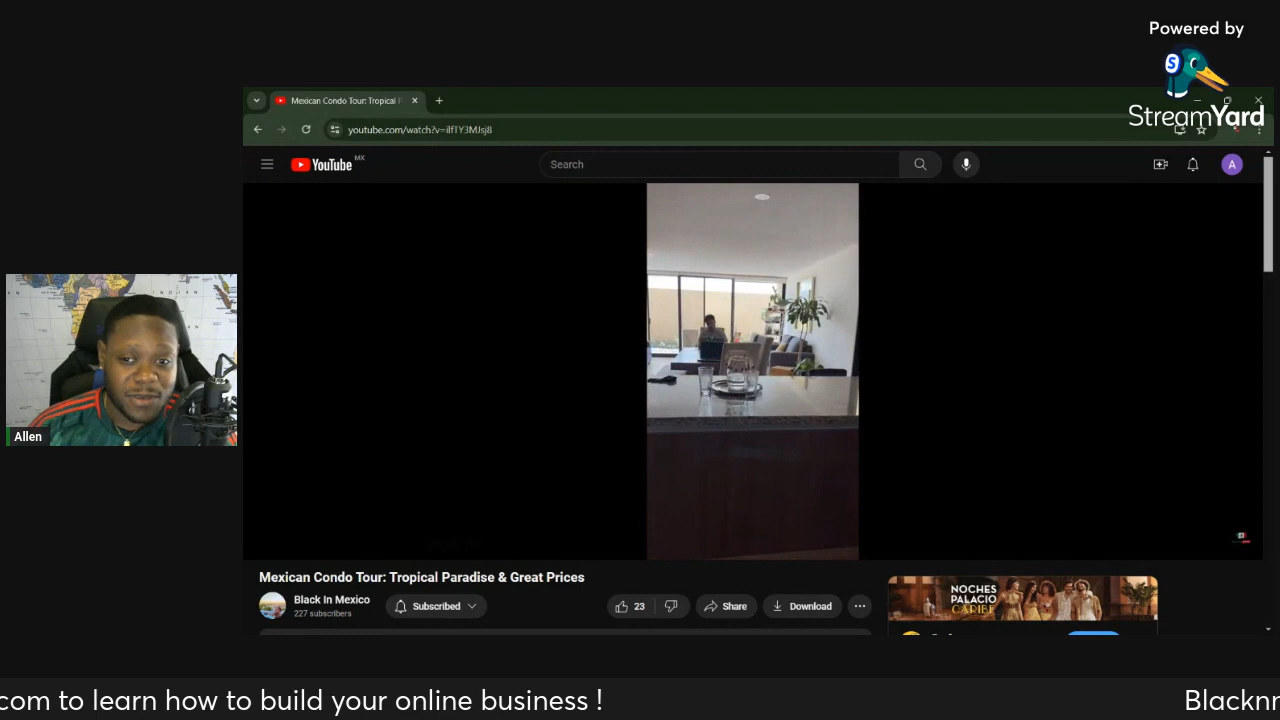 Powered by
StreamYard
Mexican Condo Tour: Tropical
youtube.com/watch?v=ilfTY3MJsj8
YouTube MX
Search
A
Allen
Mexican Condo Tour: Tropical Paradise & Great Prices
Black In Mexico
227 subscribers
Subscribed
23
Share
Download
NOCHES
PALACIO
CARIBE
com to learn how to build your online business !